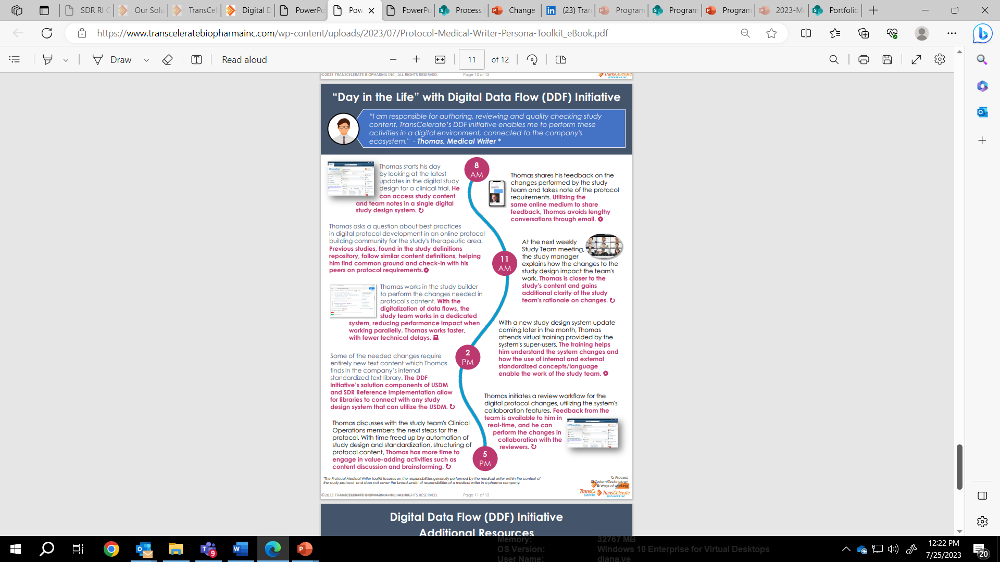 SDR RI C
Our Solu
TransCel
Digital D
PowerPo
Pow
PowerPo
Process
Change
(23) Tran
Program
Program
Program
2023-Mo
Portfolio
https://www.transceleratebiopharmainc.com/wp-content/uploads/2023/07/Protocol-Medical-Writer-Persona-Toolkit_eBook.pdf
Draw
Read aloud
11
of 12
©2023 TRANSCELERATE BIOPHARMA INC., ALL RIGHTS RESERVED.
Page 10 of 12
TransCelerate
BIOPHARMA INC
“Day in the Life” with Digital Data Flow (DDF) Initiative
“I am responsible for authoring, reviewing and quality checking study
content. TransCelerate’s DDF initiative enables me to perform these
activities in a digital environment, connected to the company's
ecosystem." - Thomas, Medical Writer *
8
AM
Thomas starts his day
by looking at the latest
updates in the digital study
design for a clinical trial. He
can access study content
and team notes in a single digital
study design system. ↻
Thomas shares his feedback on the
changes performed by the study
team and takes note of the protocol
requirements. Utilizing the
same online medium to share
feedback, Thomas avoids lengthy
conversations through email.
Thomas asks a question about best practices
in digital protocol development in an online protocol
building community for the study's therapeutic area.
Previous studies, found in the study definitions
repository, follow similar content definitions, helping
him find common ground and check-in with his
peers on protocol requirements.
11
AM
At the next weekly
Study Team meeting,
the study manager
explains how the changes to the
study design impact the team's
work. Thomas is closer to the
study's content and gains
additional clarity of the study
team's rationale on changes. ↻
Thomas works in the study builder
to perform the changes needed in
protocol's content. With the
digitalization of data flows, the
study team works in a dedicated
system, reducing performance impact when
working parallelly. Thomas works faster,
with fewer technical delays.
With a new study design system update
coming later in the month, Thomas
attends virtual training provided by the
system's super-users. The training helps
him understand the system changes and
how the use of internal and external
standardized concepts/language
enable the work of the study team.
2
PM
Some of the needed changes require
entirely new text content which Thomas
finds in the company’s internal
standardized text library. The DDF
initiative’s solution components of USDM
and SDR Reference Implementation allow
for libraries to connect with any study
design system that can utilize the USDM. ↻
Thomas initiates a review workflow for the
digital protocol changes, utilizing the system's
collaboration features. Feedback from the
team is available to him in
real-time, and he can
perform the changes in
collaboration with the
reviewers. ↻
Thomas discusses with the study team's Clinical
Operations members the next steps for the
protocol. With time freed up by automation of
study design and standardization, structuring of
protocol content, Thomas has more time to
engage in value-adding activities such as
content discussion and brainstorming. ↻
5
PM
*The Protocol Medical Writer toolkit focuses on the responsibilities generally performed by the medical writer within the context of
the study protocol and does not cover the broad swath of responsibilities of a medical writer in a pharma company.
↻ Process
System/Technology
Ways of working
©2023 TRANSCELERATE BIOPHARMA INC., ALL RIGHTS RESERVED.
Page 11 of 12
TransCelerate
BIOPHARMA INC
Digital Data Flow (DDF) Initiative
Additional Resources
Memory: 32767 MB
OS Version: Windows 10 Enterprise for Virtual Desktops
User Name: diana.ve
9
12:22 PM
7/25/2023
20